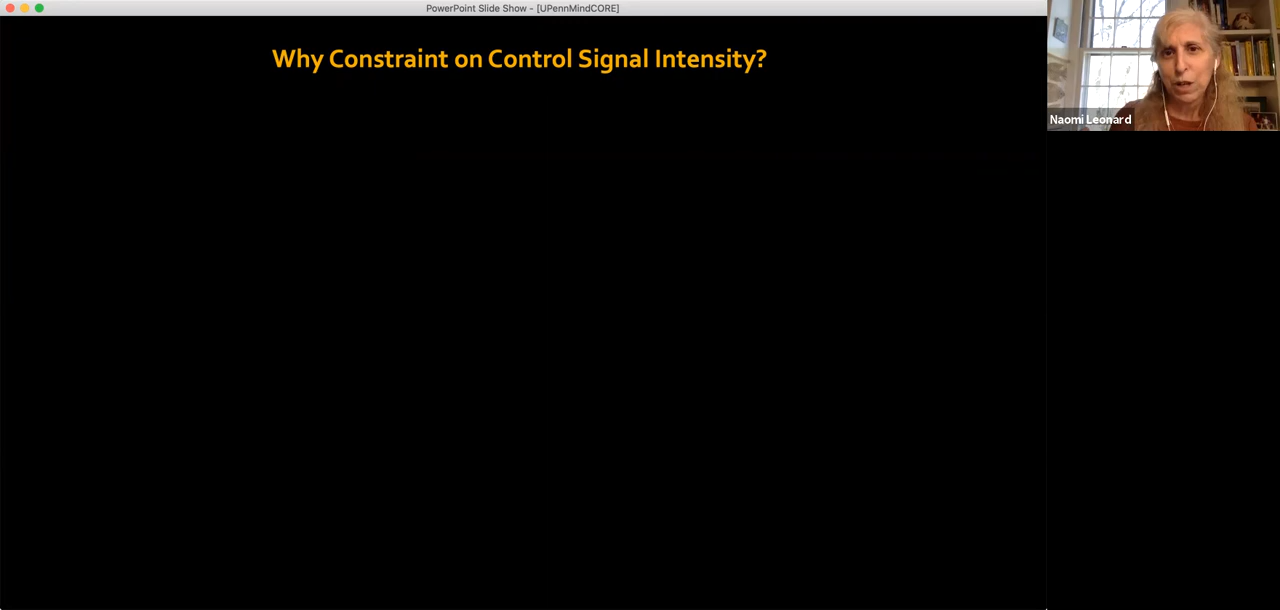 PowerPoint Slide Show - [UPennMindCORE]
Why Constraint on Control Signal Intensity?
Naomi Leonard